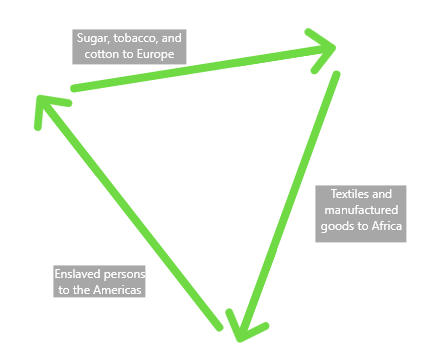 Sugar, tobacco, and
cotton to Europe
Textiles and
manufactured
goods to Africa
Enslaved persons
to the Americas